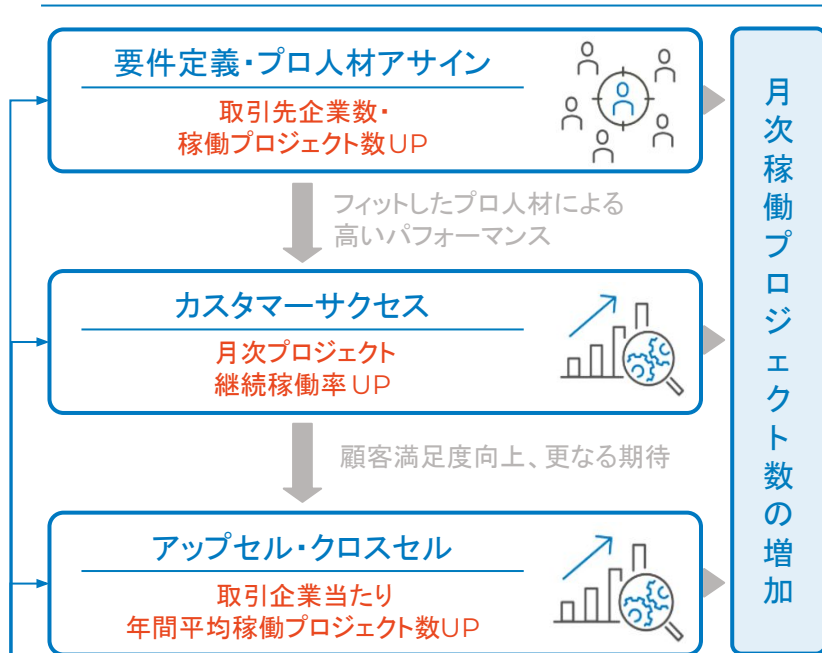 要件定義・プロ人材アサイン
取引先企業数・
稼働プロジェクト数UP
フィットしたプロ人材による
高いパフォーマンス
カスタマーサクセス
月次プロジェクト
継続稼働率UP
顧客満足度向上、更なる期待
アップセル・クロスセル
取引企業当たり
年間平均稼働プロジェクト数UP
月次稼働プロジェクト数の増加